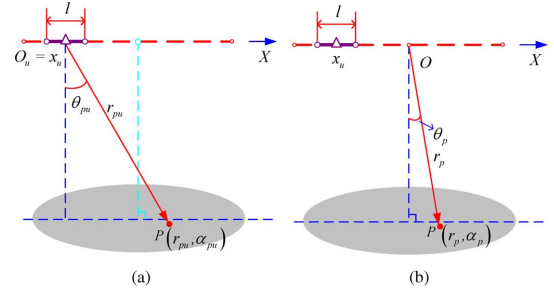 l
O_u = x_u
X
θ_pu
r_pu
P(r_pu, α_pu)
(a)
l
x_u
O
X
θ_p
r_p
P(r_p, α_p)
(b)